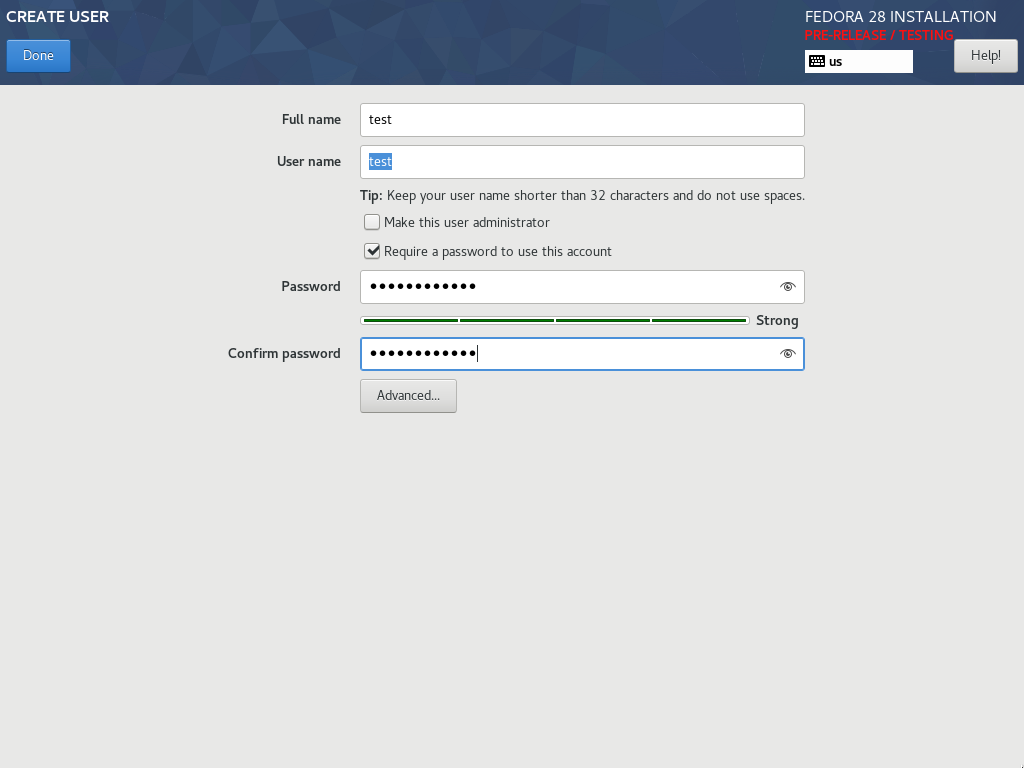 CREATE USER
FEDORA 28 INSTALLATION
PRE-RELEASE / TESTING
Done
us
Help!
Full name
test
User name
test
Tip: Keep your user name shorter than 32 characters and do not use spaces.
Make this user administrator
Require a password to use this account
Password
●●●●●●●●●●●●
Strong
Confirm password
●●●●●●●●●●●●
Advanced...